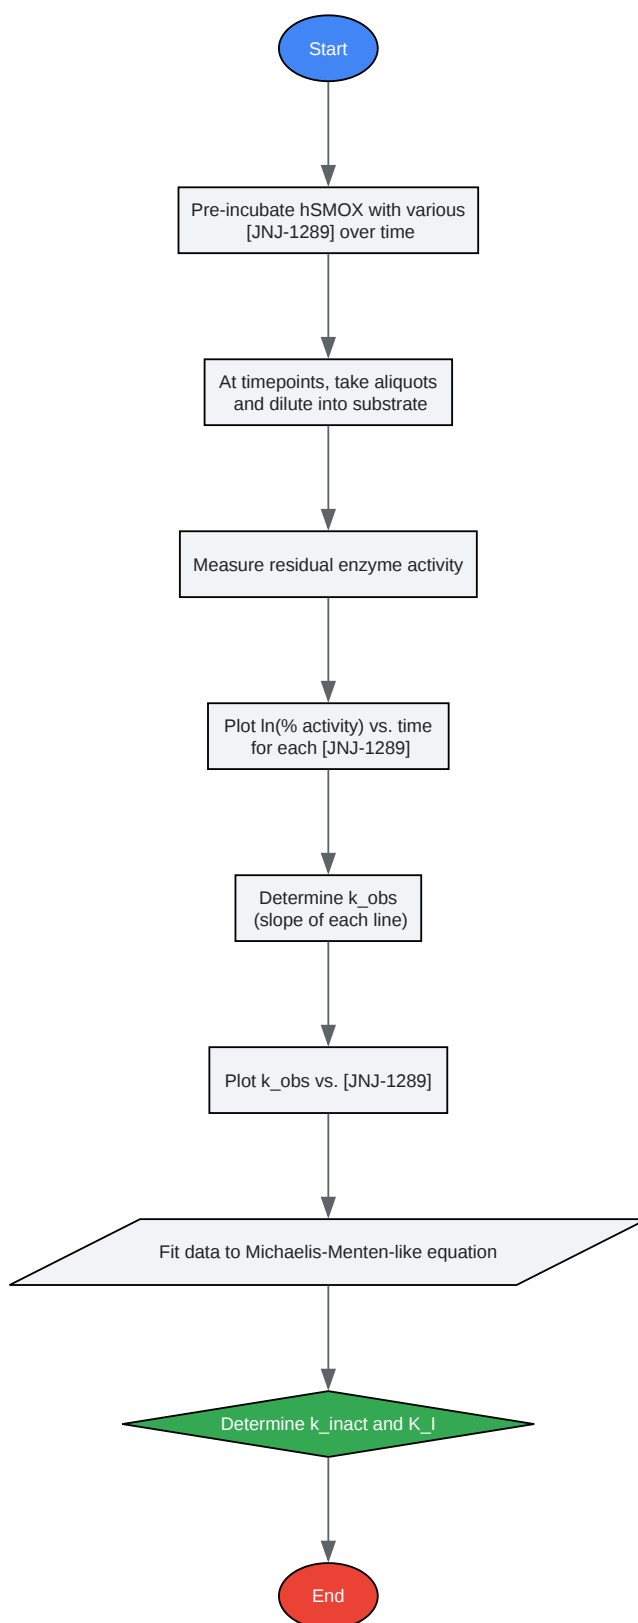 Start
Pre-incubate hSMOX with various
[JNJ-1289] over time
At timepoints, take aliquots
and dilute into substrate
Measure residual enzyme activity
Plot ln(% activity) vs. time
for each [JNJ-1289]
Determine k_obs
(slope of each line)
Plot k_obs vs. [JNJ-1289]
Fit data to Michaelis-Menten-like equation
Determine k_inact and K_I
End